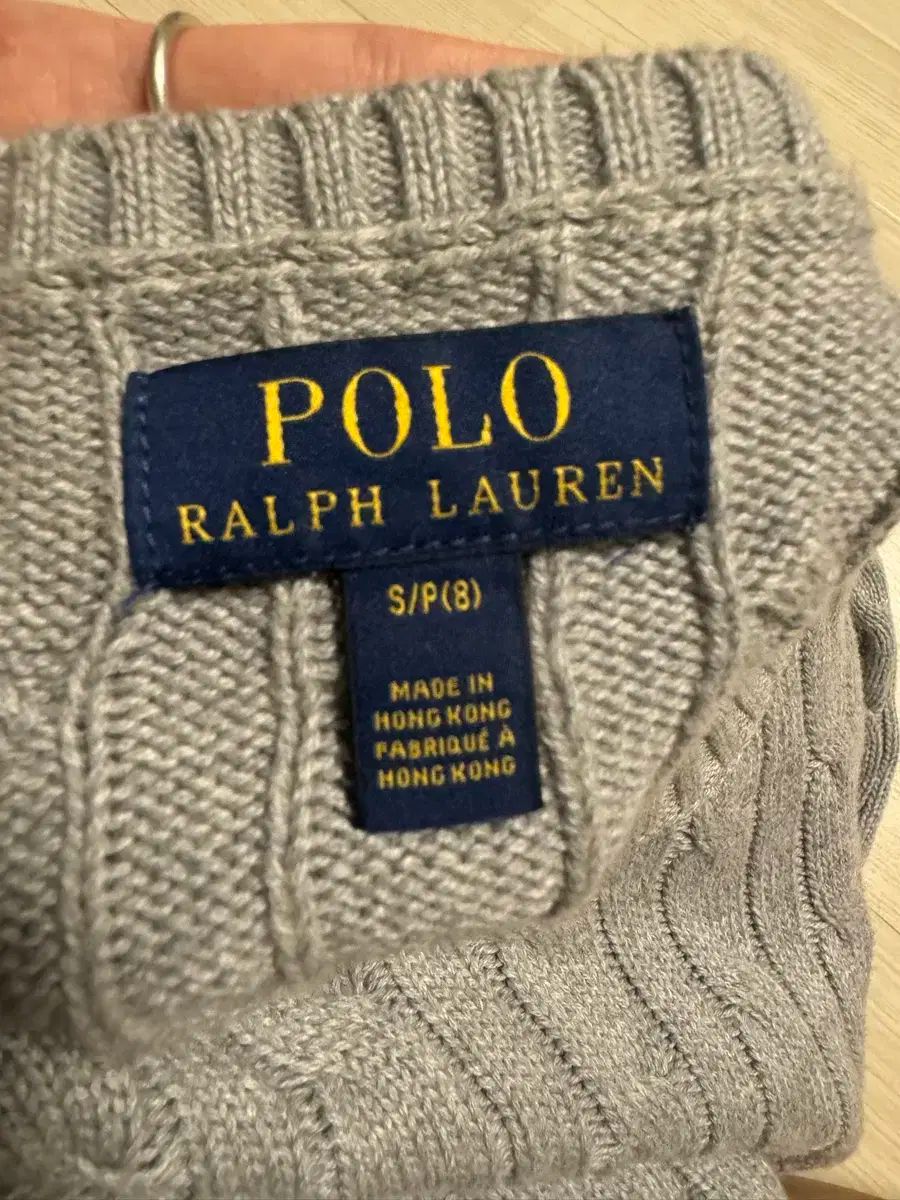 POLO
RALPH LAUREN
S/P(8)
MADE IN
HONG KONG
FABRIQUÉ À
HONG KONG